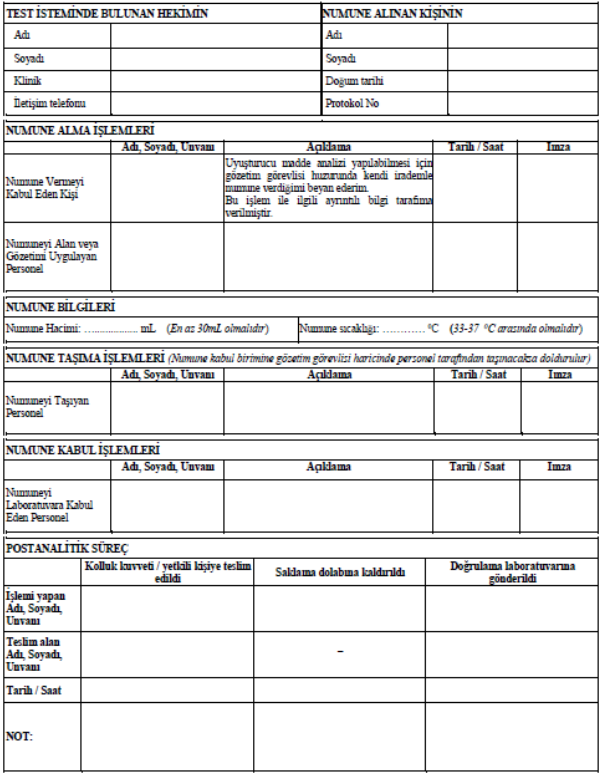 TEST İSTEMİNDE BULUNAN HEKİMİN
NUMUNE ALINAN KİŞİNİN
Adı
Adı
Soyadı
Soyadı
Klinik
Doğum tarihi
İletişim telefonu
Protokol No
NUMUNE ALMA İŞLEMLERİ
Adı, Soyadı, Unvanı
Açıklama
Tarih / Saat
İmza
Numune Vermeyi
Kabul Eden Kişi
Uyuşturucu madde analizi yapılabilmesi için
gözetim görevlisi huzurunda kendi irademle
numune verdiğimi beyan ederim.
Bu işlem ile ilgili ayrıntılı bilgi tarafıma
verilmiştir.
Numuneyi Alan veya
Gözetimi Uygulayan
Personel
NUMUNE BİLGİLERİ
Numune Hacimi: ................... mL (En az 30mL olmalıdır)
Numune sıcaklığı: ............ °C (33-37 °C arasında olmalıdır)
NUMUNE TAŞIMA İŞLEMLERİ (Numune kabul birimine gözetim görevlisi haricinde personel tarafından taşınacaksa doldurulur)
Adı, Soyadı, Unvanı
Açıklama
Tarih / Saat
İmza
Numuneyi Taşıyan
Personel
NUMUNE KABUL İŞLEMLERİ
Adı, Soyadı, Unvanı
Açıklama
Tarih / Saat
İmza
Numuneyi
Laboratuvara Kabul
Eden Personel
POSTANALİTİK SÜREÇ
Kolluk kuvveti / yetkili kişiye teslim
edildi
Saklama dolabına kaldırıldı
Doğrulama laboratuvarına
gönderildi
İşlemi yapan
Adı, Soyadı,
Unvanı
Teslim alan
Adı, Soyadı,
Unvanı
–
Tarih / Saat
NOT: